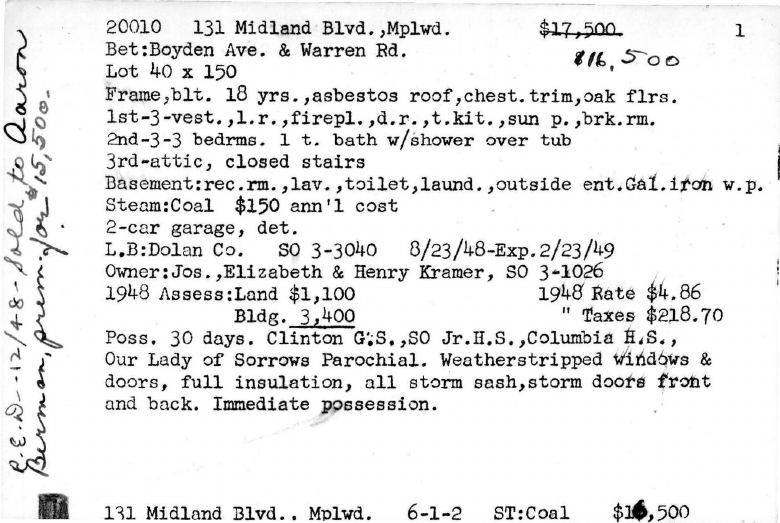 20010 131 Midland Blvd.,Mplwd. $17,500. 1
$16,500
Bet:Boyden Ave. & Warren Rd.
Lot 40 x 150
Frame,blt. 18 yrs.,asbestos roof,chest.trim,oak flrs.
1st-3-vest.,l.r.,firepl.,d.r.,t.kit.,sun p.,brk.rm.
2nd-3-3 bedrms. 1 t. bath w/shower over tub
3rd-attic, closed stairs
Basement:rec.rm.,lav.,toilet,laund.,outside ent.Gal.iron w.p.
Steam:Coal $150 ann'l cost
2-car garage, det.
L.B:Dolan Co. SO 3-3040 8/23/48-Exp.2/23/49
Owner:Jos.,Elizabeth & Henry Kramer, SO 3-1026
1948 Assess:Land $1,100 1948 Rate $4.86
Bldg. 3,400 " Taxes $218.70
Poss. 30 days. Clinton G.S.,SO Jr.H.S.,Columbia H.S.,
Our Lady of Sorrows Parochial. Weatherstripped windows &
doors, full insulation, all storm sash,storm doors front
and back. Immediate possession.
131 Midland Blvd., Mplwd. 6-1-2 ST:Coal $16,500
R.E.D--12/48-Sold to Aaron
Berman, prem. for $15,500.